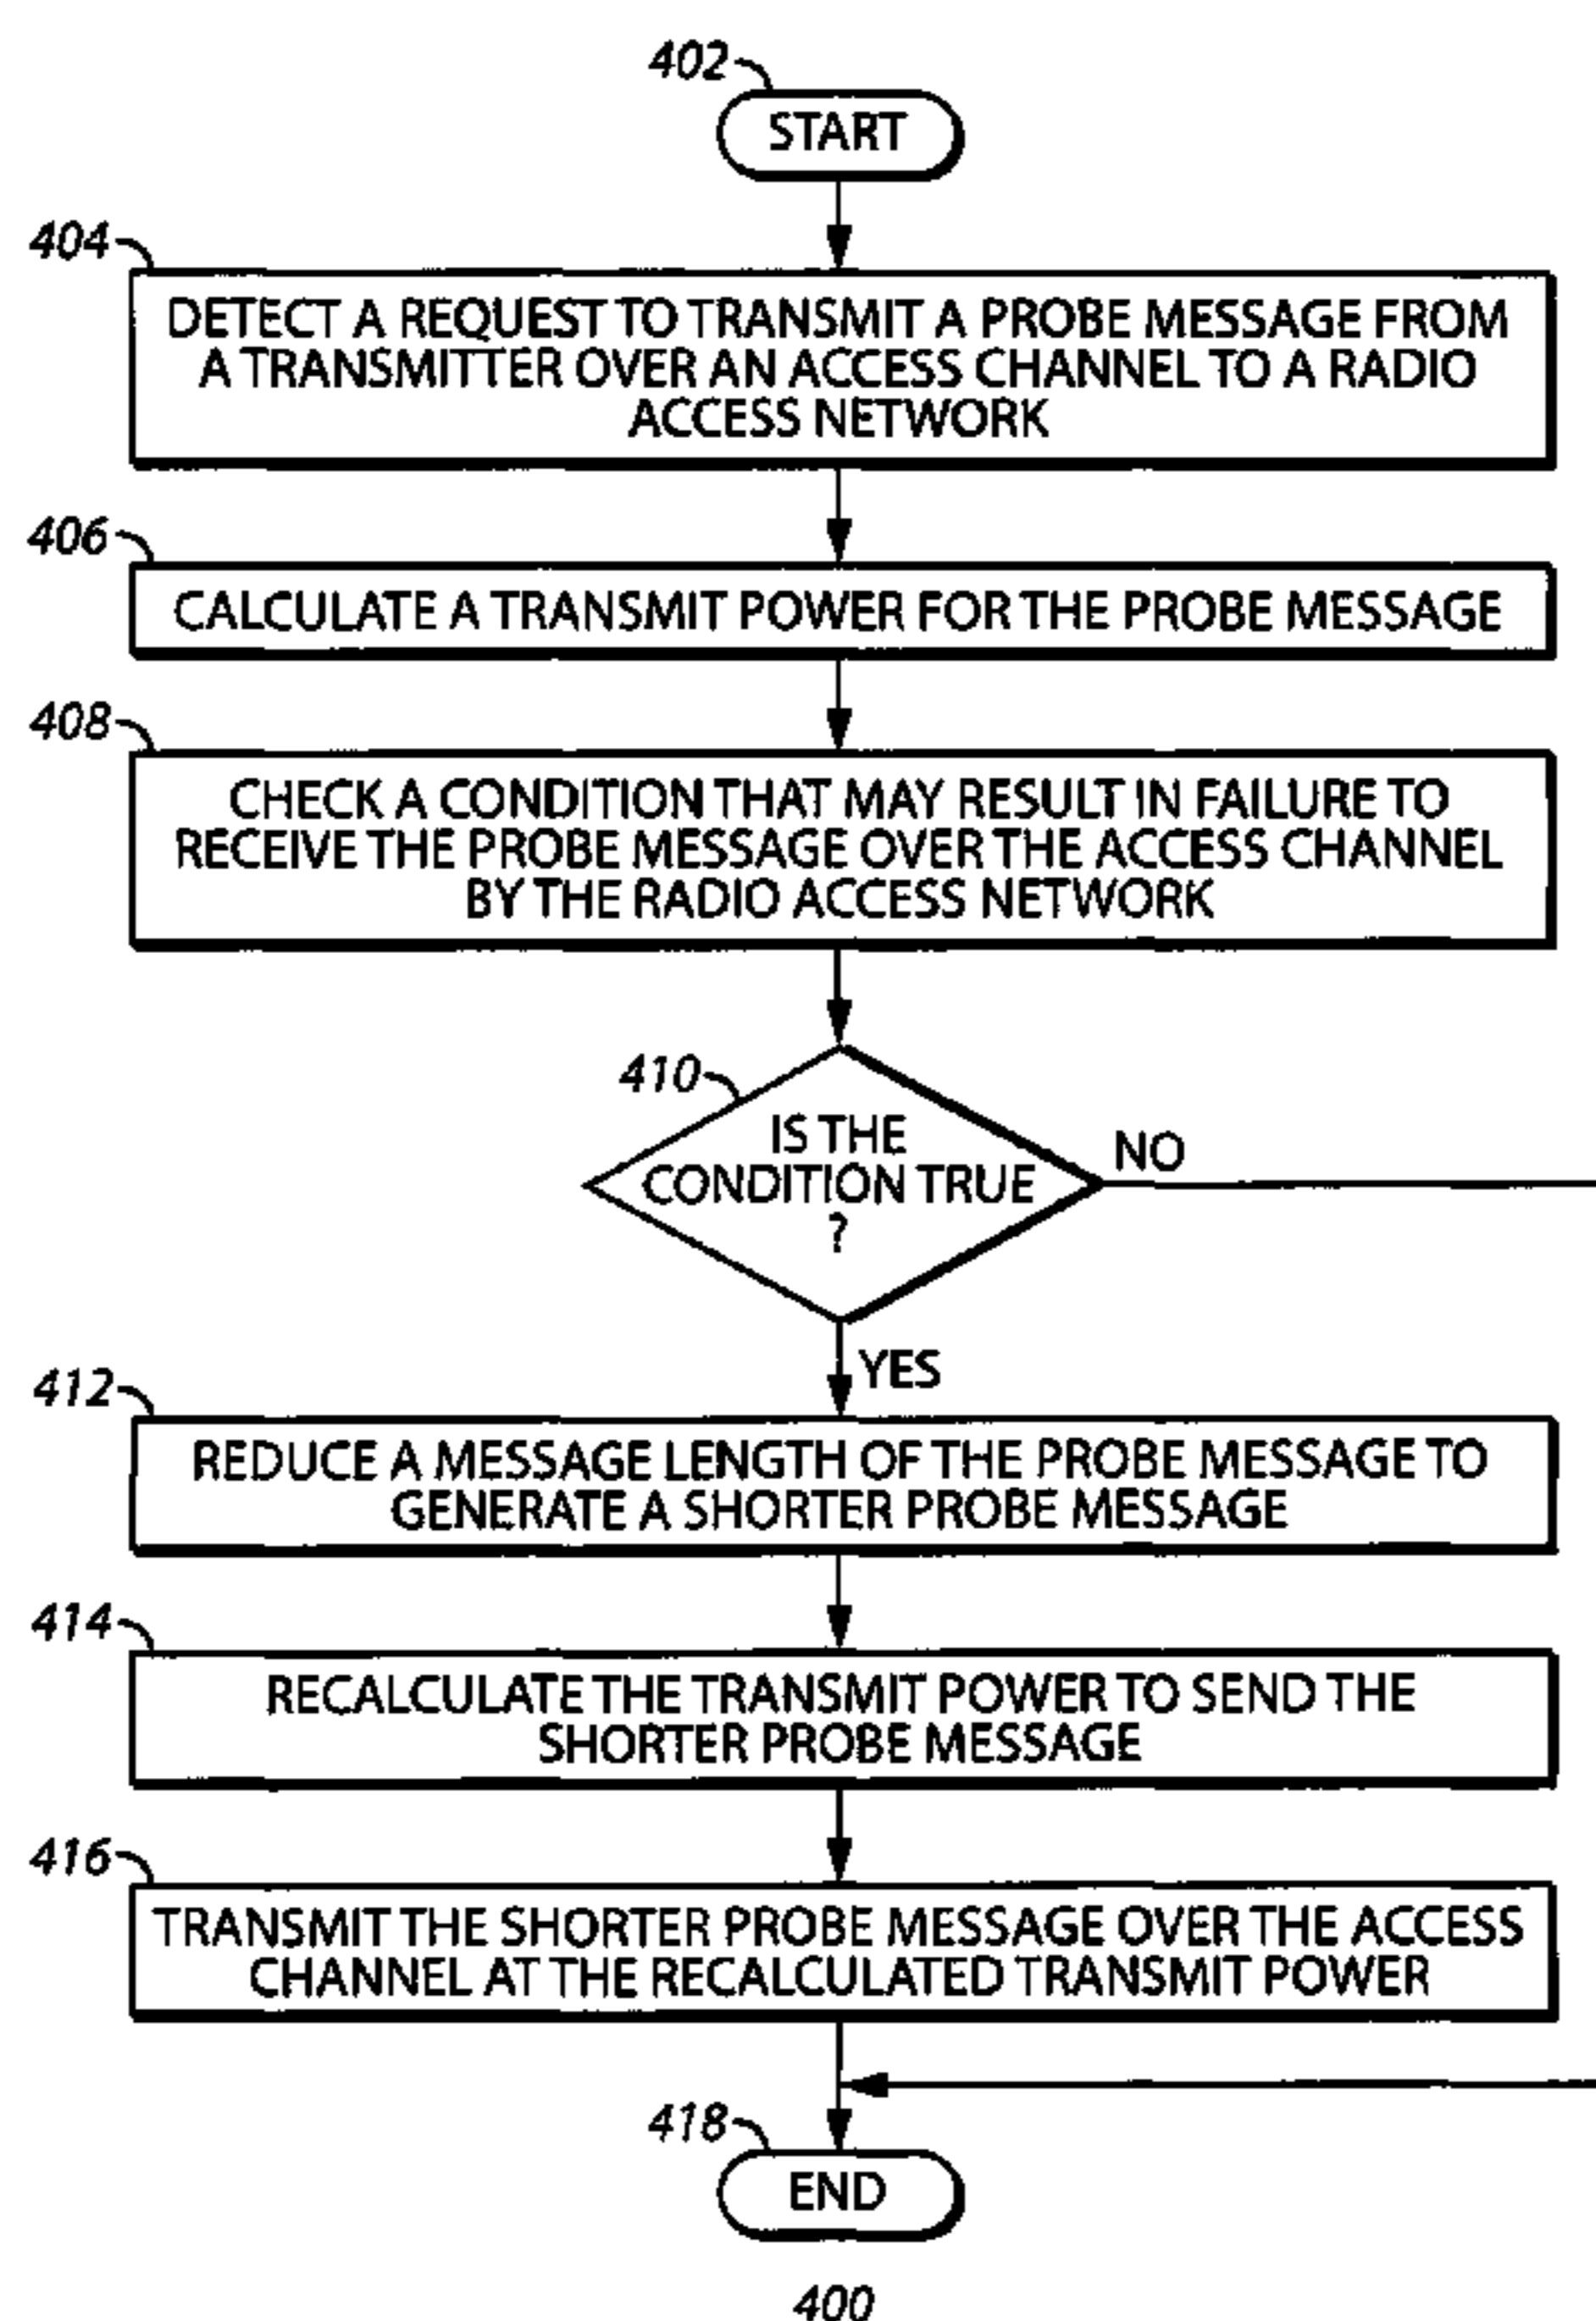 402
START
404
DETECT A REQUEST TO TRANSMIT A PROBE MESSAGE FROM
A TRANSMITTER OVER AN ACCESS CHANNEL TO A RADIO
ACCESS NETWORK
406
CALCULATE A TRANSMIT POWER FOR THE PROBE MESSAGE
408
CHECK A CONDITION THAT MAY RESULT IN FAILURE TO
RECEIVE THE PROBE MESSAGE OVER THE ACCESS CHANNEL
BY THE RADIO ACCESS NETWORK
410
IS THE
CONDITION TRUE
?
NO
YES
412
REDUCE A MESSAGE LENGTH OF THE PROBE MESSAGE TO
GENERATE A SHORTER PROBE MESSAGE
414
RECALCULATE THE TRANSMIT POWER TO SEND THE
SHORTER PROBE MESSAGE
416
TRANSMIT THE SHORTER PROBE MESSAGE OVER THE ACCESS
CHANNEL AT THE RECALCULATED TRANSMIT POWER
418
END
400